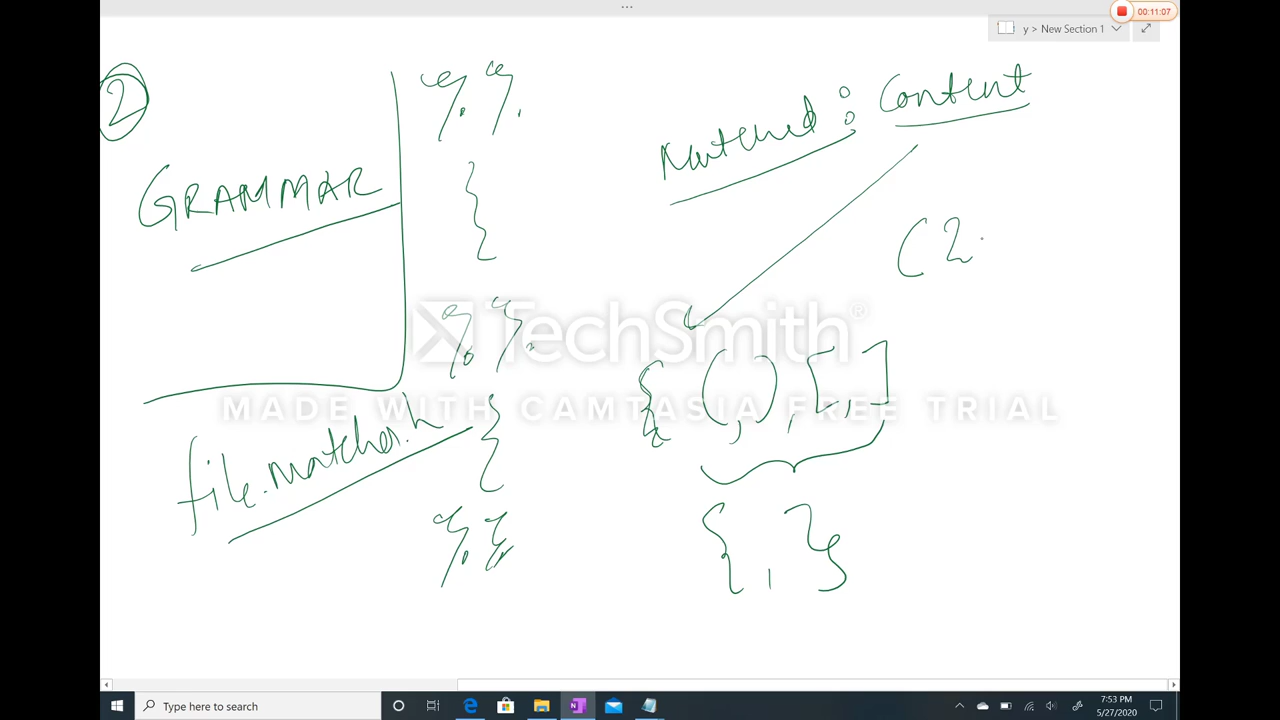 00:11:07
y > New Section 1
2
GRAMMAR
file.matcher.h
%%
{
%%
{
%%
Matched : Content
(2
{ (, ), [, ]
{ , }
TechSmith®
MADE WITH CAMTASIA FREE TRIAL
Type here to search
7:53 PM
5/27/2020